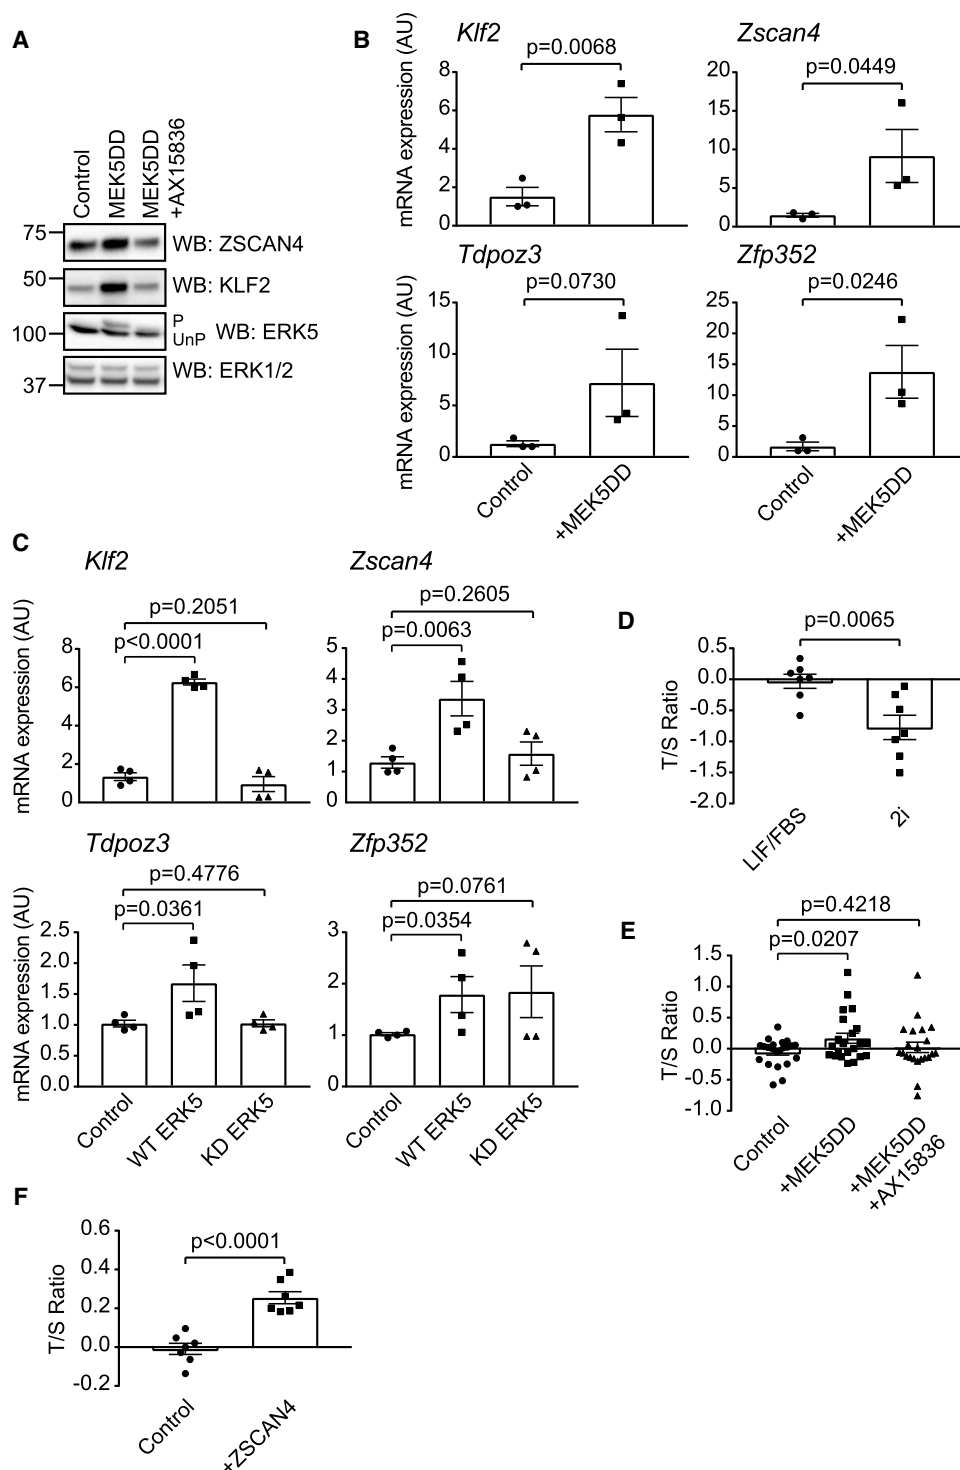 A
Control
MEK5DD
MEK5DD
+AX15836
75
WB: ZSCAN4
50
WB: KLF2
100
P
UnP
WB: ERK5
37
WB: ERK1/2
B
Klf2
mRNA expression (AU)
p=0.0068
8
6
4
2
0
Zscan4
p=0.0449
20
15
10
5
0
Tdpoz3
mRNA expression (AU)
p=0.0730
15
10
5
0
Control
+MEK5DD
Zfp352
p=0.0246
25
20
15
10
5
0
Control
+MEK5DD
C
Klf2
mRNA expression (AU)
p=0.2051
p<0.0001
8
6
4
2
0
Zscan4
p=0.2605
p=0.0063
5
4
3
2
1
0
Tdpoz3
mRNA expression (AU)
p=0.4776
p=0.0361
2.5
2.0
1.5
1.0
0.5
0.0
Control
WT ERK5
KD ERK5
Zfp352
p=0.0761
p=0.0354
3
2
1
0
Control
WT ERK5
KD ERK5
D
p=0.0065
T/S Ratio
0.5
0.0
-0.5
-1.0
-1.5
-2.0
LIF/FBS
2i
E
p=0.4218
p=0.0207
T/S Ratio
1.5
1.0
0.5
0.0
-0.5
-1.0
Control
+MEK5DD
+MEK5DD
+AX15836
F
p<0.0001
T/S Ratio
0.6
0.4
0.2
0.0
-0.2
Control
+ZSCAN4